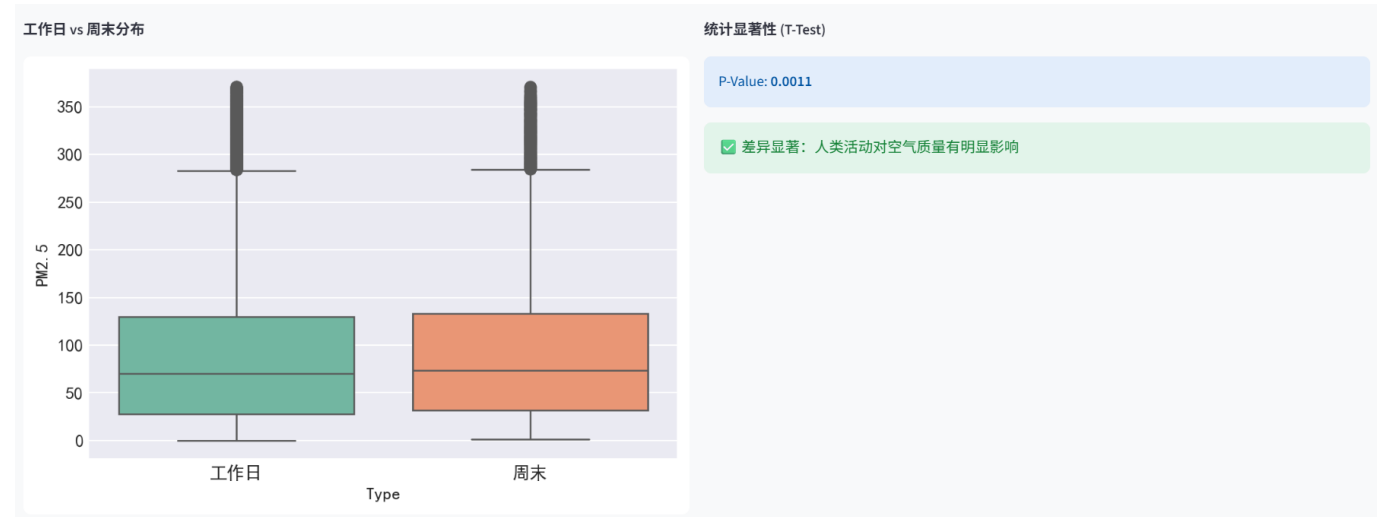 工作日 vs 周末分布
350
300
250
200
150
100
50
0
PM2.5
工作日
周末
Type
统计显著性 (T-Test)
P-Value: 0.0011
✅ 差异显著：人类活动对空气质量有明显影响